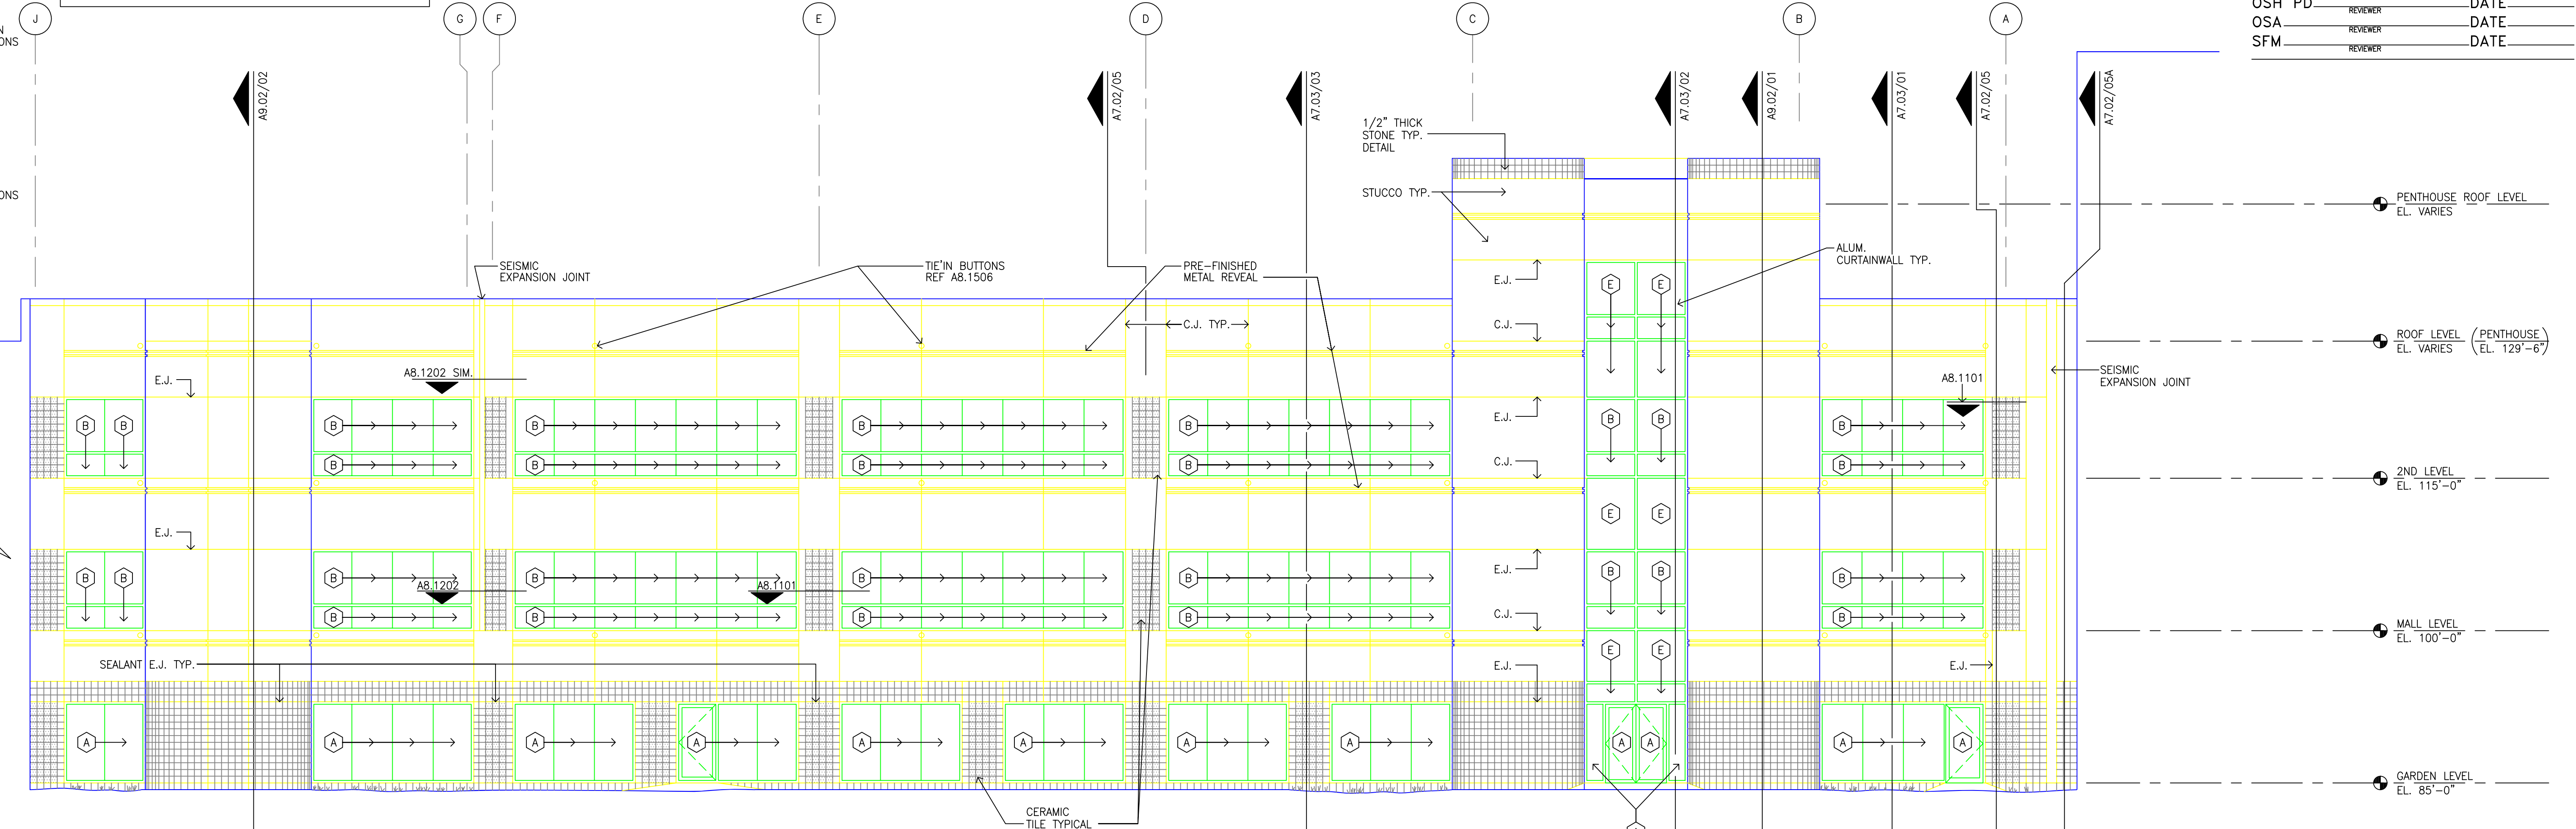 J
G
F
E
D
C
B
A
OSH PD
REVIEWER
DATE
OSA
REVIEWER
DATE
SFM
REVIEWER
DATE
ONS
ONS
A9.02/02
A7.02/05
A7.03/03
A7.03/02
A9.02/01
A7.03/01
A7.02/05
A7.02/05A
1/2" THICK
STONE TYP.
DETAIL
STUCCO TYP.
PENTHOUSE ROOF LEVEL
EL. VARIES
ALUM.
CURTAINWALL TYP.
SEISMIC
EXPANSION JOINT
TIE'IN BUTTONS
REF A8.1506
PRE-FINISHED
METAL REVEAL
E.J.
E
E
C.J. TYP.
C.J.
ROOF LEVEL (PENTHOUSE)
EL. VARIES (EL. 129'-6")
SEISMIC
EXPANSION JOINT
E.J.
A8.1202 SIM.
A8.1101
E.J.
B
B
B
B
B
B
B
B
B
B
B
B
B
B
C.J.
B
B
2ND LEVEL
EL. 115'-0"
E.J.
E
E
E.J.
B
B
B
B
B
B
B
B
B
A8.1202
A8.1101
B
B
B
B
B
C.J.
MALL LEVEL
EL. 100'-0"
E
E
SEALANT E.J. TYP.
E.J.
E.J.
A
A
A
A
A
A
A
A
A
A
A
A
GARDEN LEVEL
EL. 85'-0"
CERAMIC
TILE TYPICAL